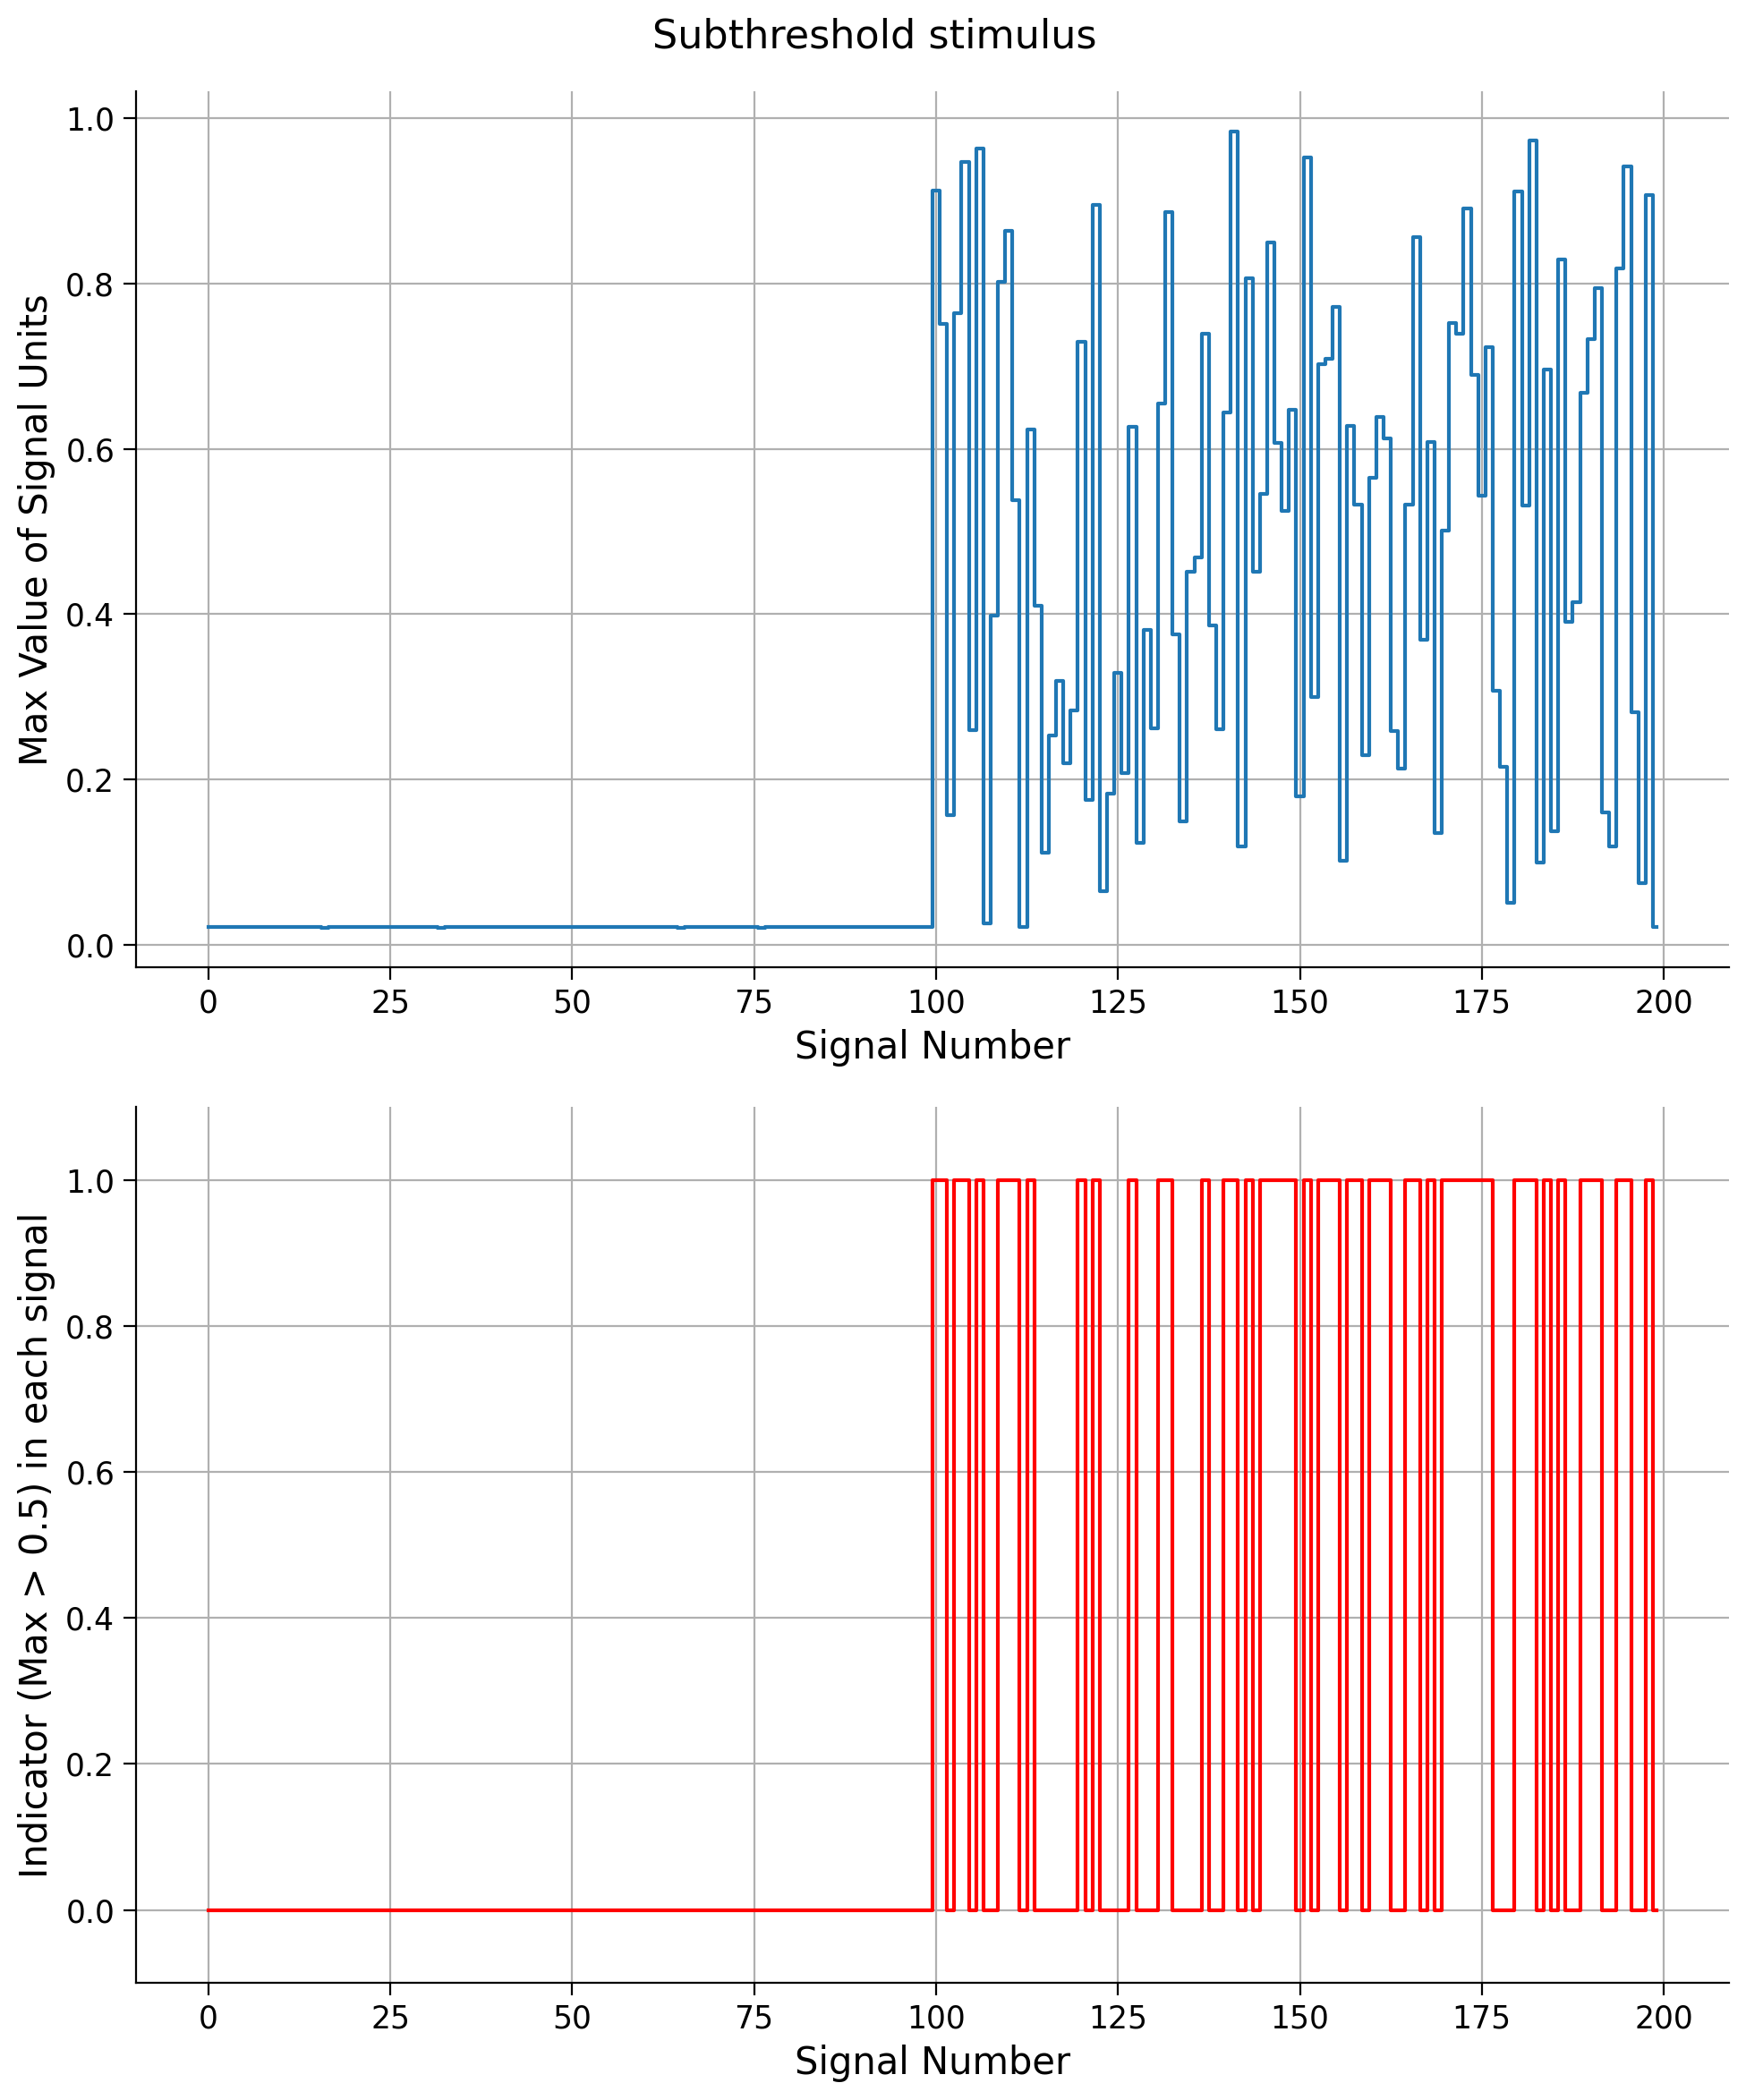 Subthreshold stimulus
Max Value of Signal Units
1.0
0.8
0.6
0.4
0.2
0.0
0 25 50 75 100 125 150 175 200
Signal Number
Indicator (Max > 0.5) in each signal
1.0
0.8
0.6
0.4
0.2
0.0
0 25 50 75 100 125 150 175 200
Signal Number